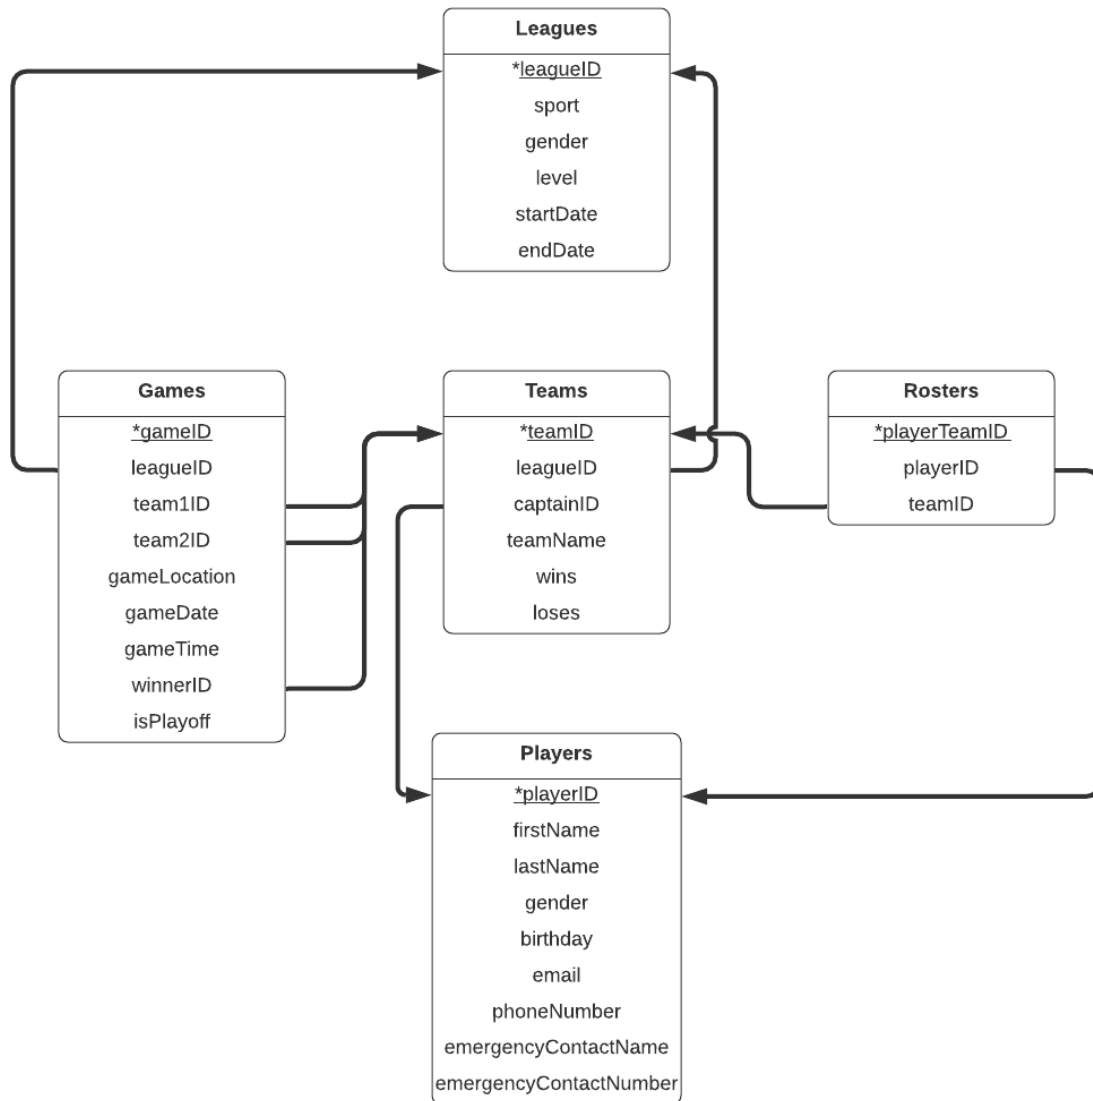 Leagues
*leagueID
sport
gender
level
startDate
endDate
Games
*gameID
leagueID
team1ID
team2ID
gameLocation
gameDate
gameTime
winnerID
isPlayoff
Teams
*teamID
leagueID
captainID
teamName
wins
loses
Rosters
*playerTeamID
playerID
teamID
Players
*playerID
firstName
lastName
gender
birthday
email
phoneNumber
emergencyContactName
emergencyContactNumber